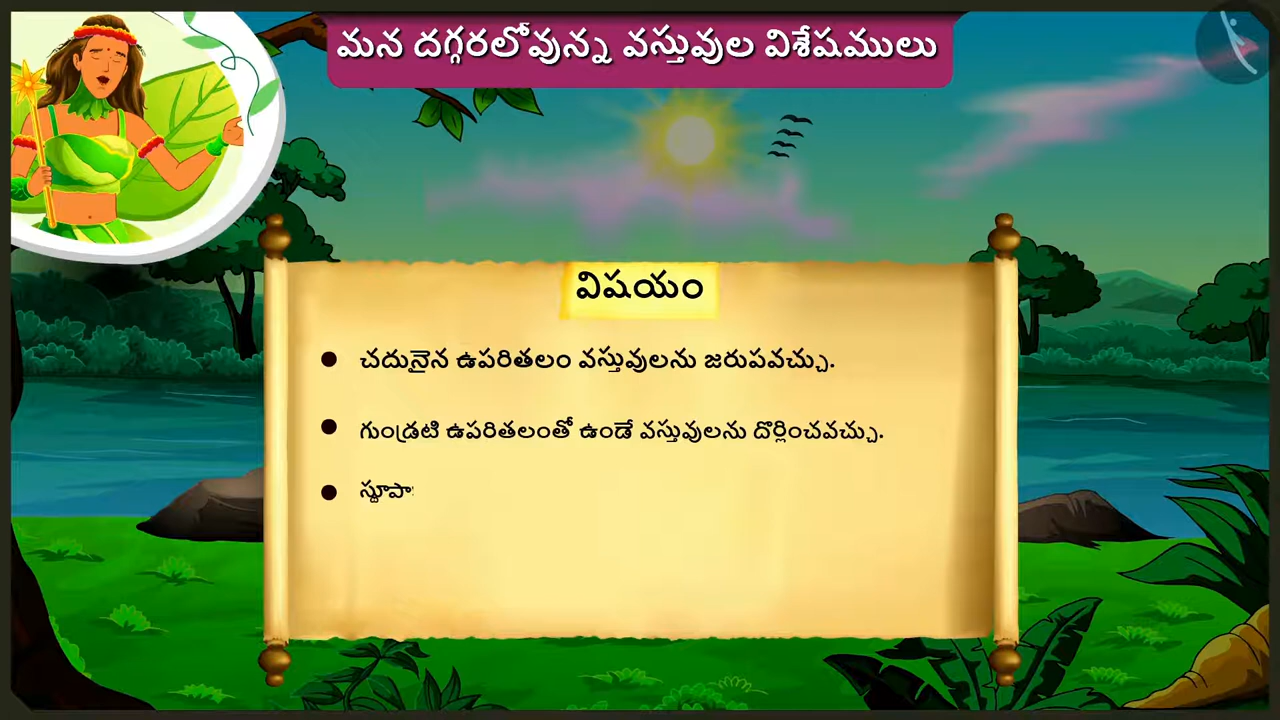 మన దగ్గరలోవున్న వస్తువుల విశేషములు
విషయం
చదునైన ఉపరితలం వస్తువులను జరుపవచ్చు.
గుండ్రటి ఉపరితలంతో ఉండే వస్తువులను దొర్లించవచ్చు.